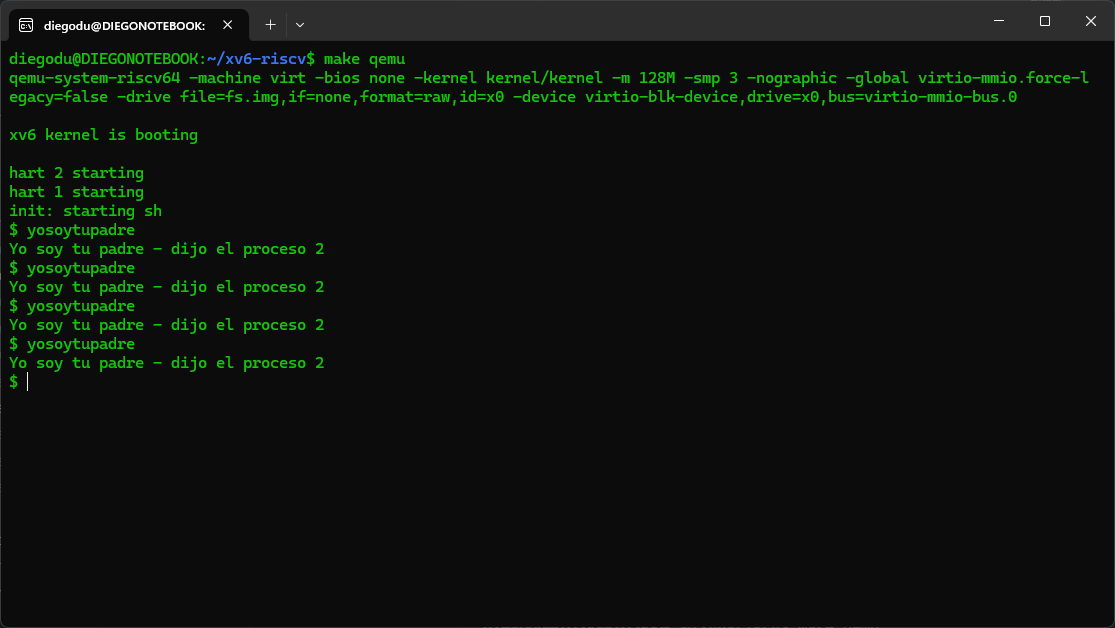 diegodu@DIEGONOTEBOOK:
diegodu@DIEGONOTEBOOK:~/xv6-riscv$ make qemu
qemu-system-riscv64 -machine virt -bios none -kernel kernel/kernel -m 128M -smp 3 -nographic -global virtio-mmio.force-l
egacy=false -drive file=fs.img,if=none,format=raw,id=x0 -device virtio-blk-device,drive=x0,bus=virtio-mmio-bus.0
xv6 kernel is booting
hart 2 starting
hart 1 starting
init: starting sh
$ yosoytupadre
Yo soy tu padre - dijo el proceso 2
$ yosoytupadre
Yo soy tu padre - dijo el proceso 2
$ yosoytupadre
Yo soy tu padre - dijo el proceso 2
$ yosoytupadre
Yo soy tu padre - dijo el proceso 2
$